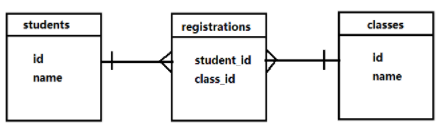 students
id
name
registrations
student_id
class_id
classes
id
name